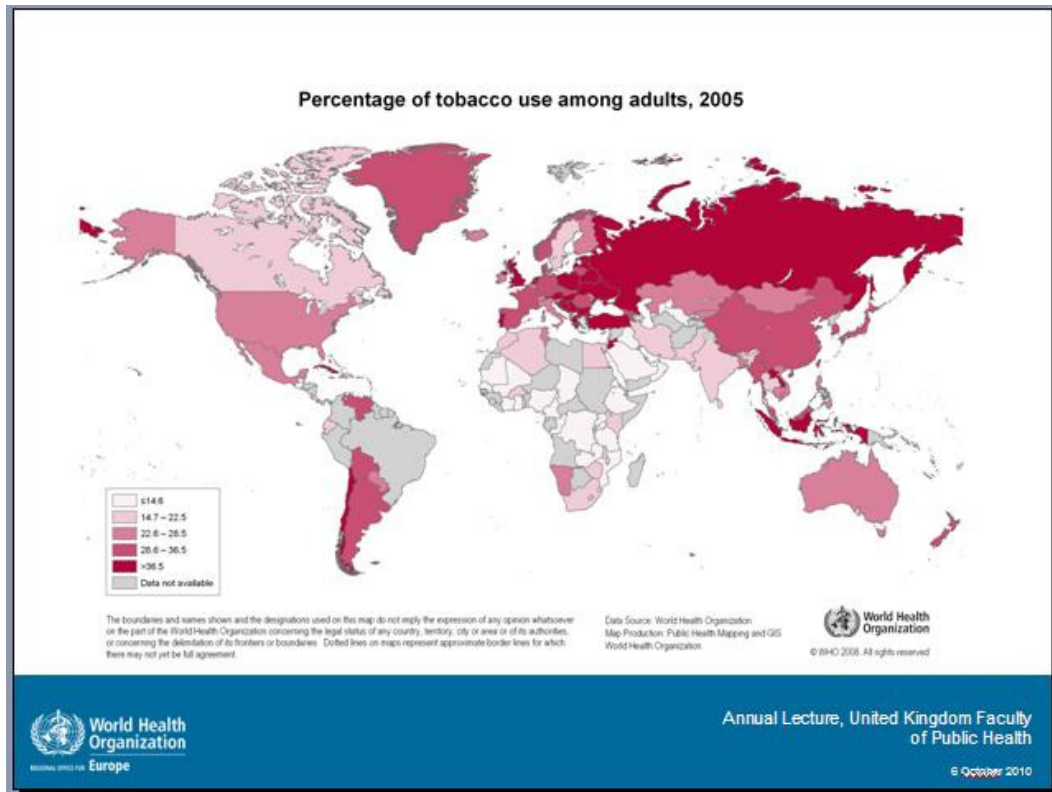 Percentage of tobacco use among adults, 2005
≤14.6
14.7 – 22.5
22.6 – 28.5
28.6 – 36.5
>36.5
Data not available
The boundaries and names shown and the designations used on this map do not imply the expression of any opinion whatsoever
on the part of the World Health Organization concerning the legal status of any country, territory, city or area or of its authorities,
or concerning the delimitation of its frontiers or boundaries. Dotted lines on maps represent approximate border lines for which
there may not yet be full agreement.
Data Source: World Health Organization
Map Production: Public Health Mapping and GIS
World Health Organization
World Health
Organization
© WHO 2008. All rights reserved
World Health
Organization
REGIONAL OFFICE FOR Europe
Annual Lecture, United Kingdom Faculty
of Public Health
6 October 2010